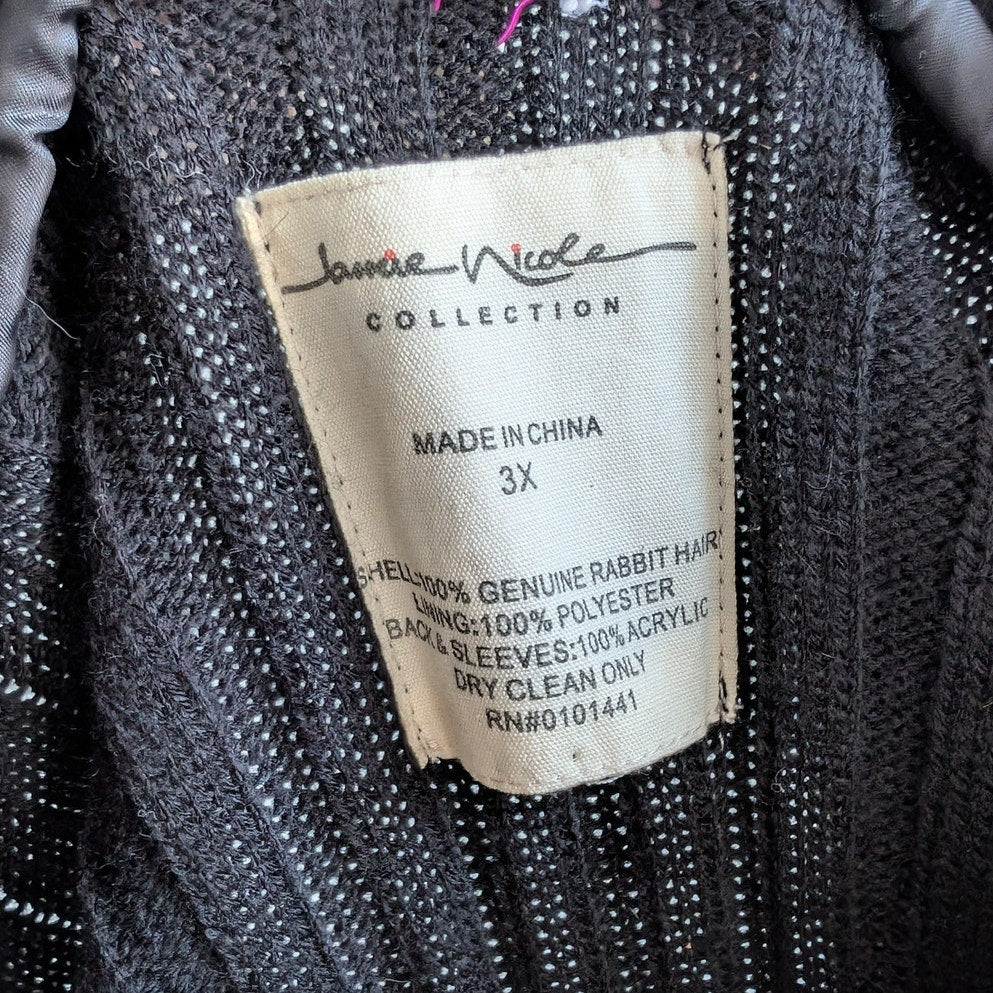 Jamie Nicole
COLLECTION
MADE IN CHINA
3X
SHELL:100% GENUINE RABBIT HAIR
LINING:100% POLYESTER
BACK & SLEEVES:100% ACRYLIC
DRY CLEAN ONLY
RN#0101441